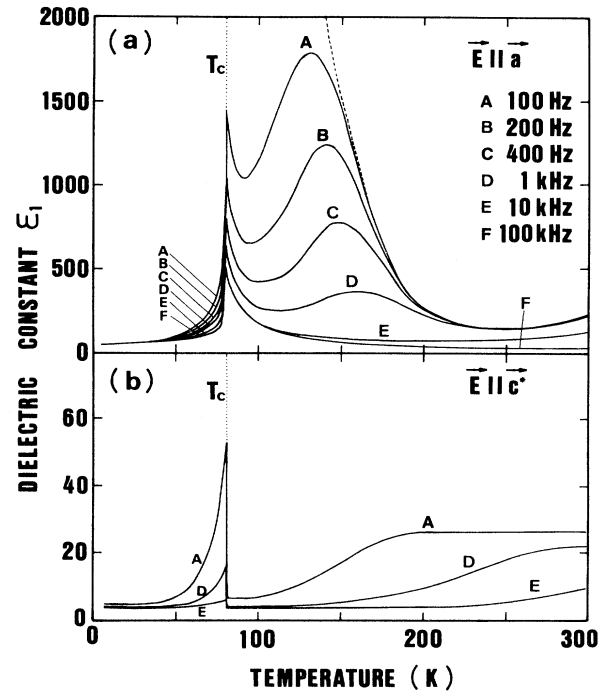 2000
(a)
A
E || a
Tc
1500
A 100 Hz
B 200 Hz
B
C 400 Hz
D 1 kHz
1000
E 10 kHz
C
F 100 kHz
A
B
C
500
D
D
E
F
F
E
0
DIELECTRIC CONSTANT ε1
(b)
Tc
E || c*
60
40
A
20
A
D
D
E
E
0
0 100 200 300
TEMPERATURE (K)